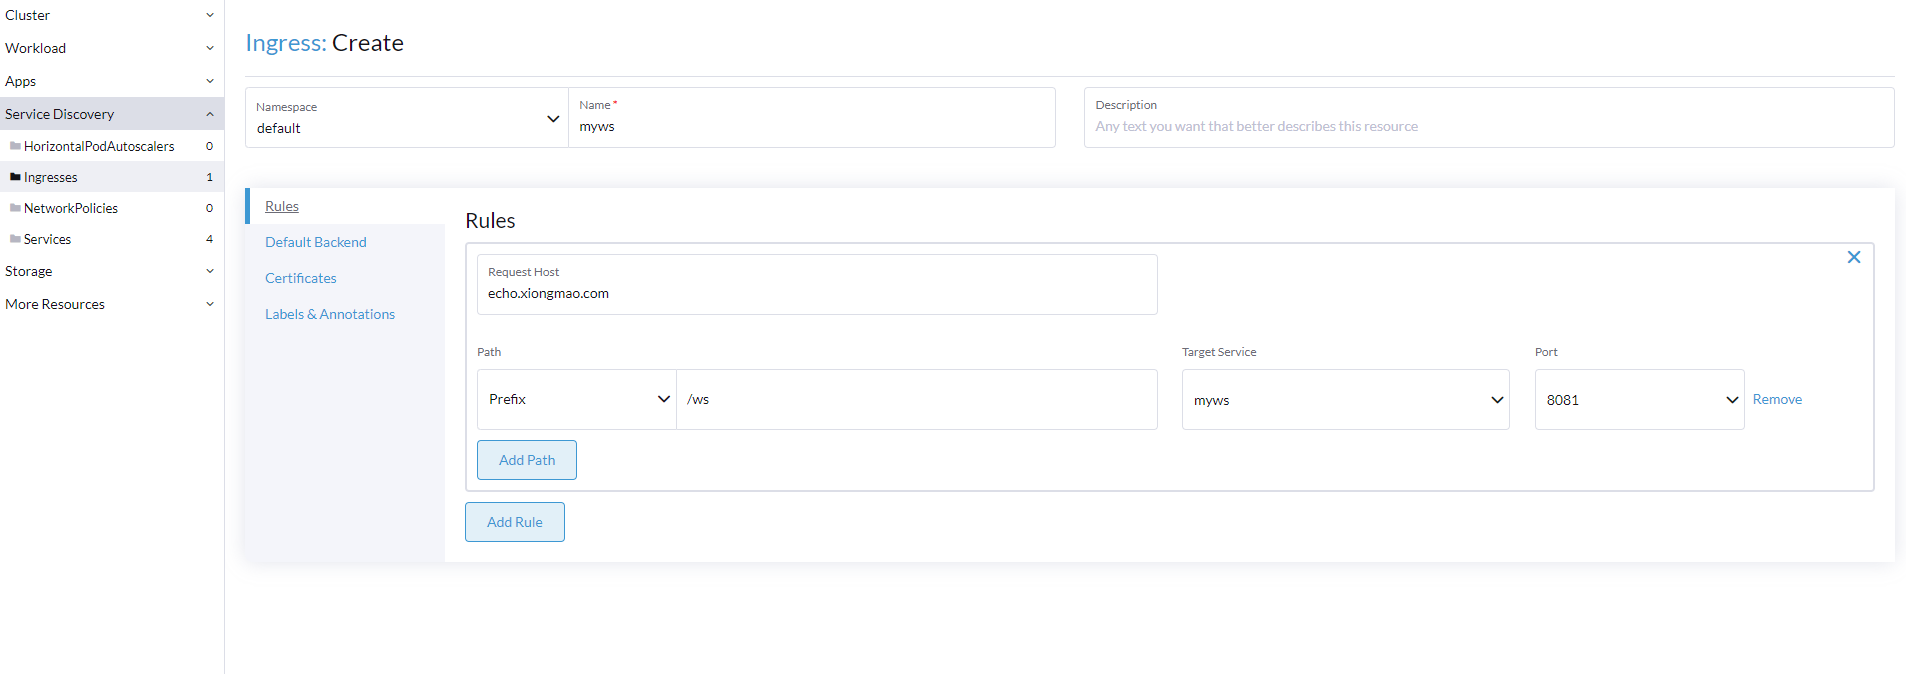 Cluster
Workload
Apps
Service Discovery
HorizontalPodAutoscalers 0
Ingresses 1
NetworkPolicies 0
Services 4
Storage
More Resources
Ingress: Create
Namespace
default
Name *
myws
Description
Any text you want that better describes this resource
Rules
Default Backend
Certificates
Labels & Annotations
Rules
Request Host
echo.xiongmao.com
Path
Target Service
Port
Prefix
/ws
myws
8081
Remove
Add Path
Add Rule